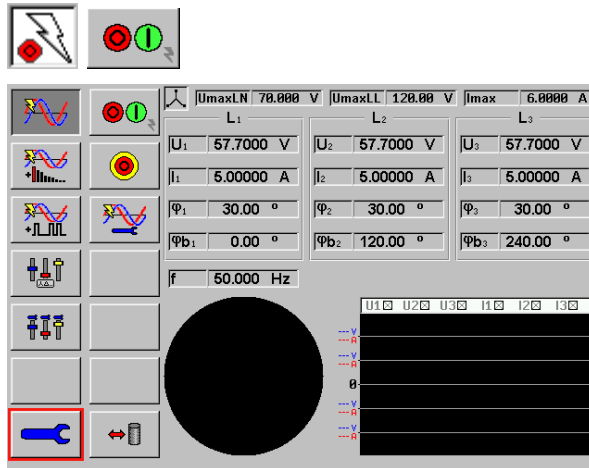 UmaxLN 70.000 V UmaxLL 120.00 V Imax 6.0000 A
L1 L2 L3
U1 57.7000 V U2 57.7000 V U3 57.7000 V
I1 5.00000 A I2 5.00000 A I3 5.00000 A
φ1 30.00 º φ2 30.00 º φ3 30.00 º
φb1 0.00 º φb2 120.00 º φb3 240.00 º
f 50.000 Hz
U1 U2 U3 I1 I2 I3
--- V
--- A
--- V
--- A
0
--- V
--- A
--- V
--- A